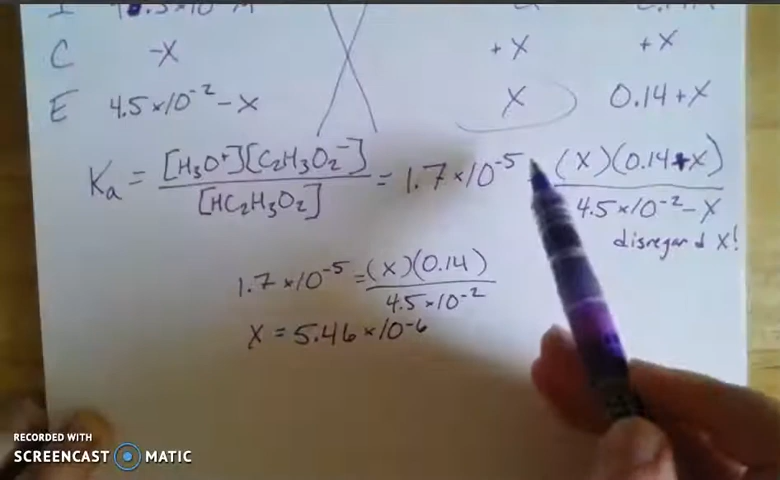 I
C -X +X +X
E 4.5×10⁻² - X X 0.14+X
Ka = [H₃O⁺][C₂H₃O₂⁻] / [HC₂H₃O₂] = 1.7×10⁻⁵ (X)(0.14+X) / 4.5×10⁻² - X
disregard X!
1.7×10⁻⁵ = (X)(0.14) / 4.5×10⁻²
X = 5.46×10⁻⁶
RECORDED WITH
SCREENCAST MATIC